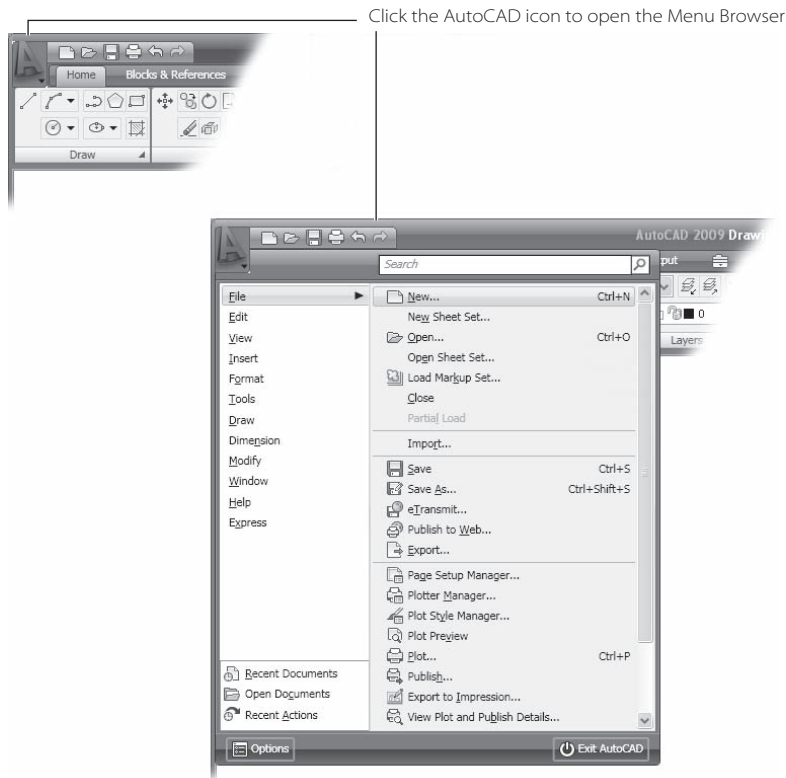 Click the AutoCAD icon to open the Menu Browser
Home Blocks & References
Draw
AutoCAD 2009
Search
File
Edit
View
Insert
Format
Tools
Draw
Dimension
Modify
Window
Help
Express
Recent Documents
Open Documents
Recent Actions
Options
New... Ctrl+N
New Sheet Set...
Open... Ctrl+O
Open Sheet Set...
Load Markup Set...
Close
Partial Load
Import...
Save Ctrl+S
Save As... Ctrl+Shift+S
eTransmit...
Publish to Web...
Export...
Page Setup Manager...
Plotter Manager...
Plot Style Manager...
Plot Preview
Plot... Ctrl+P
Publish...
Export to Impression...
View Plot and Publish Details...
Exit AutoCAD
0
Layers